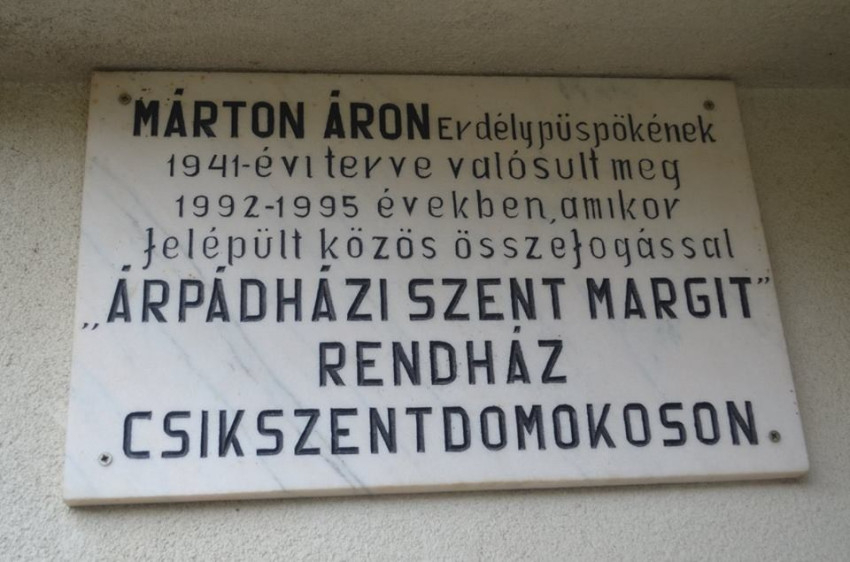 MÁRTON ÁRON Erdélypüspökének
1941-évi terve valósult meg
1992-1995 években, amikor
felépült közös összefogással
„ÁRPÁDHÁZI SZENT MARGIT”
RENDHÁZ
CSIKSZENTDOMOKOSON.